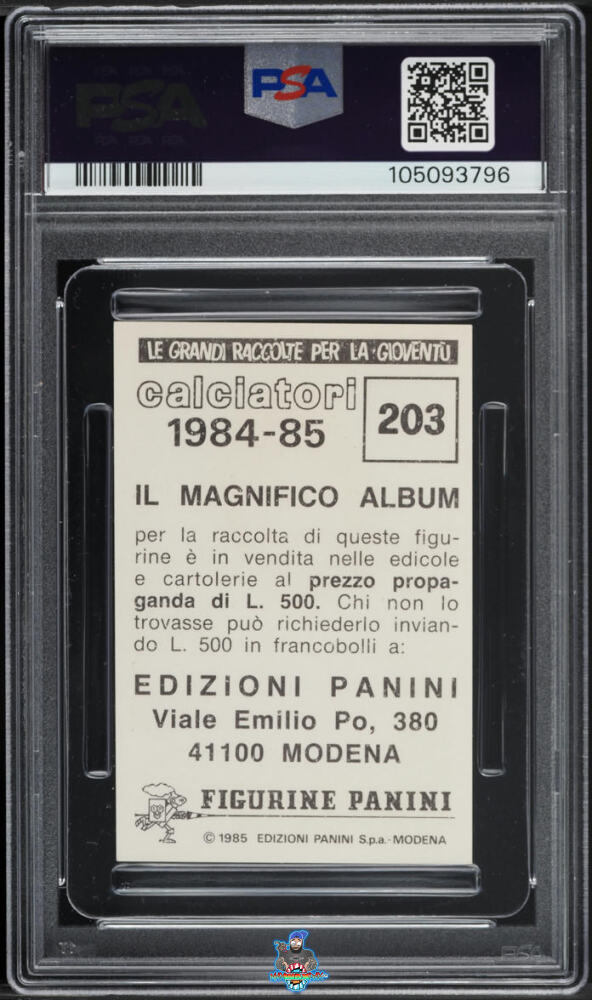 PSA
PSA
105093796
LE GRANDI RACCOLTE PER LA GIOVENTÙ
calciatori
1984-85
203
IL MAGNIFICO ALBUM
per la raccolta di queste figu-
rine è in vendita nelle edicole
e cartolerie al prezzo propa-
ganda di L. 500. Chi non lo
trovasse può richiederlo invian-
do L. 500 in francobolli a:
EDIZIONI PANINI
Viale Emilio Po, 380
41100 MODENA
FIGURINE PANINI
© 1985 EDIZIONI PANINI S.p.a. - MODENA
PSA